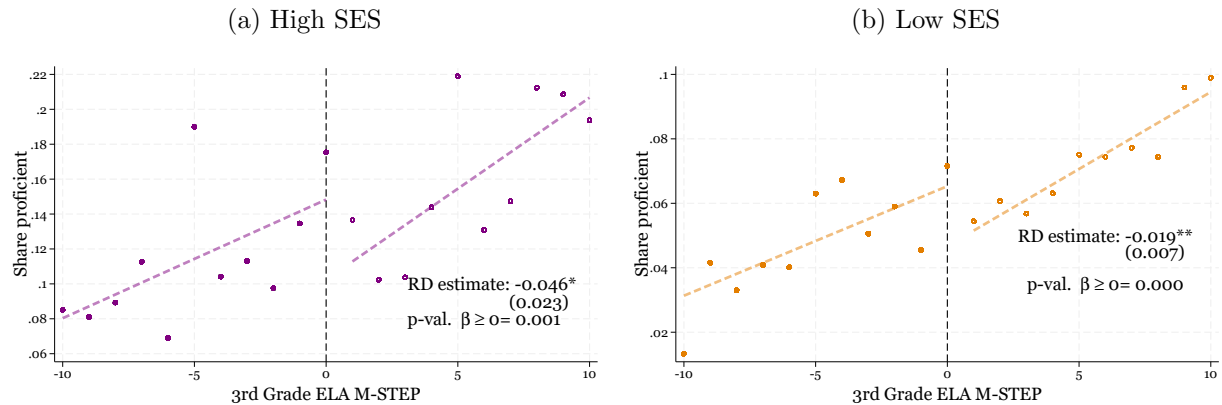 (a) High SES
Share proficient
.22
.2
.18
.16
.14
.12
.1
.08
.06
RD estimate: -0.046*
(0.023)
p-val. β ≥ 0= 0.001
-10 -5 0 5 10
3rd Grade ELA M-STEP
(b) Low SES
Share proficient
.1
.08
.06
.04
.02
RD estimate: -0.019**
(0.007)
p-val. β ≥ 0= 0.000
-10 -5 0 5 10
3rd Grade ELA M-STEP